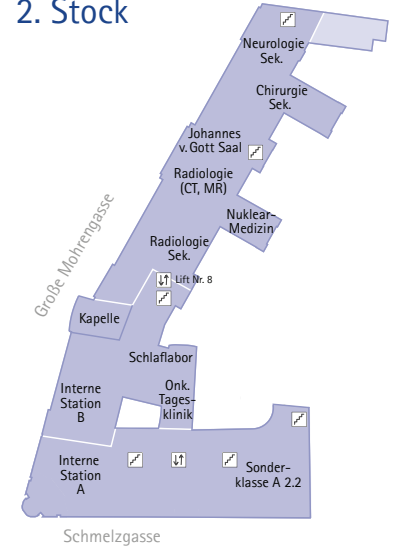 2. Stock
Neurologie
Sek.
Chirurgie
Sek.
Johannes
v. Gott Saal
Radiologie
(CT, MR)
Nuklear-
Medizin
Radiologie
Sek.
Lift Nr. 8
Große Mohrengasse
Kapelle
Schlaflabor
Interne
Station
B
Onk.
Tages-
klinik
Interne
Station
A
Sonder-
klasse A 2.2
Schmelzgasse